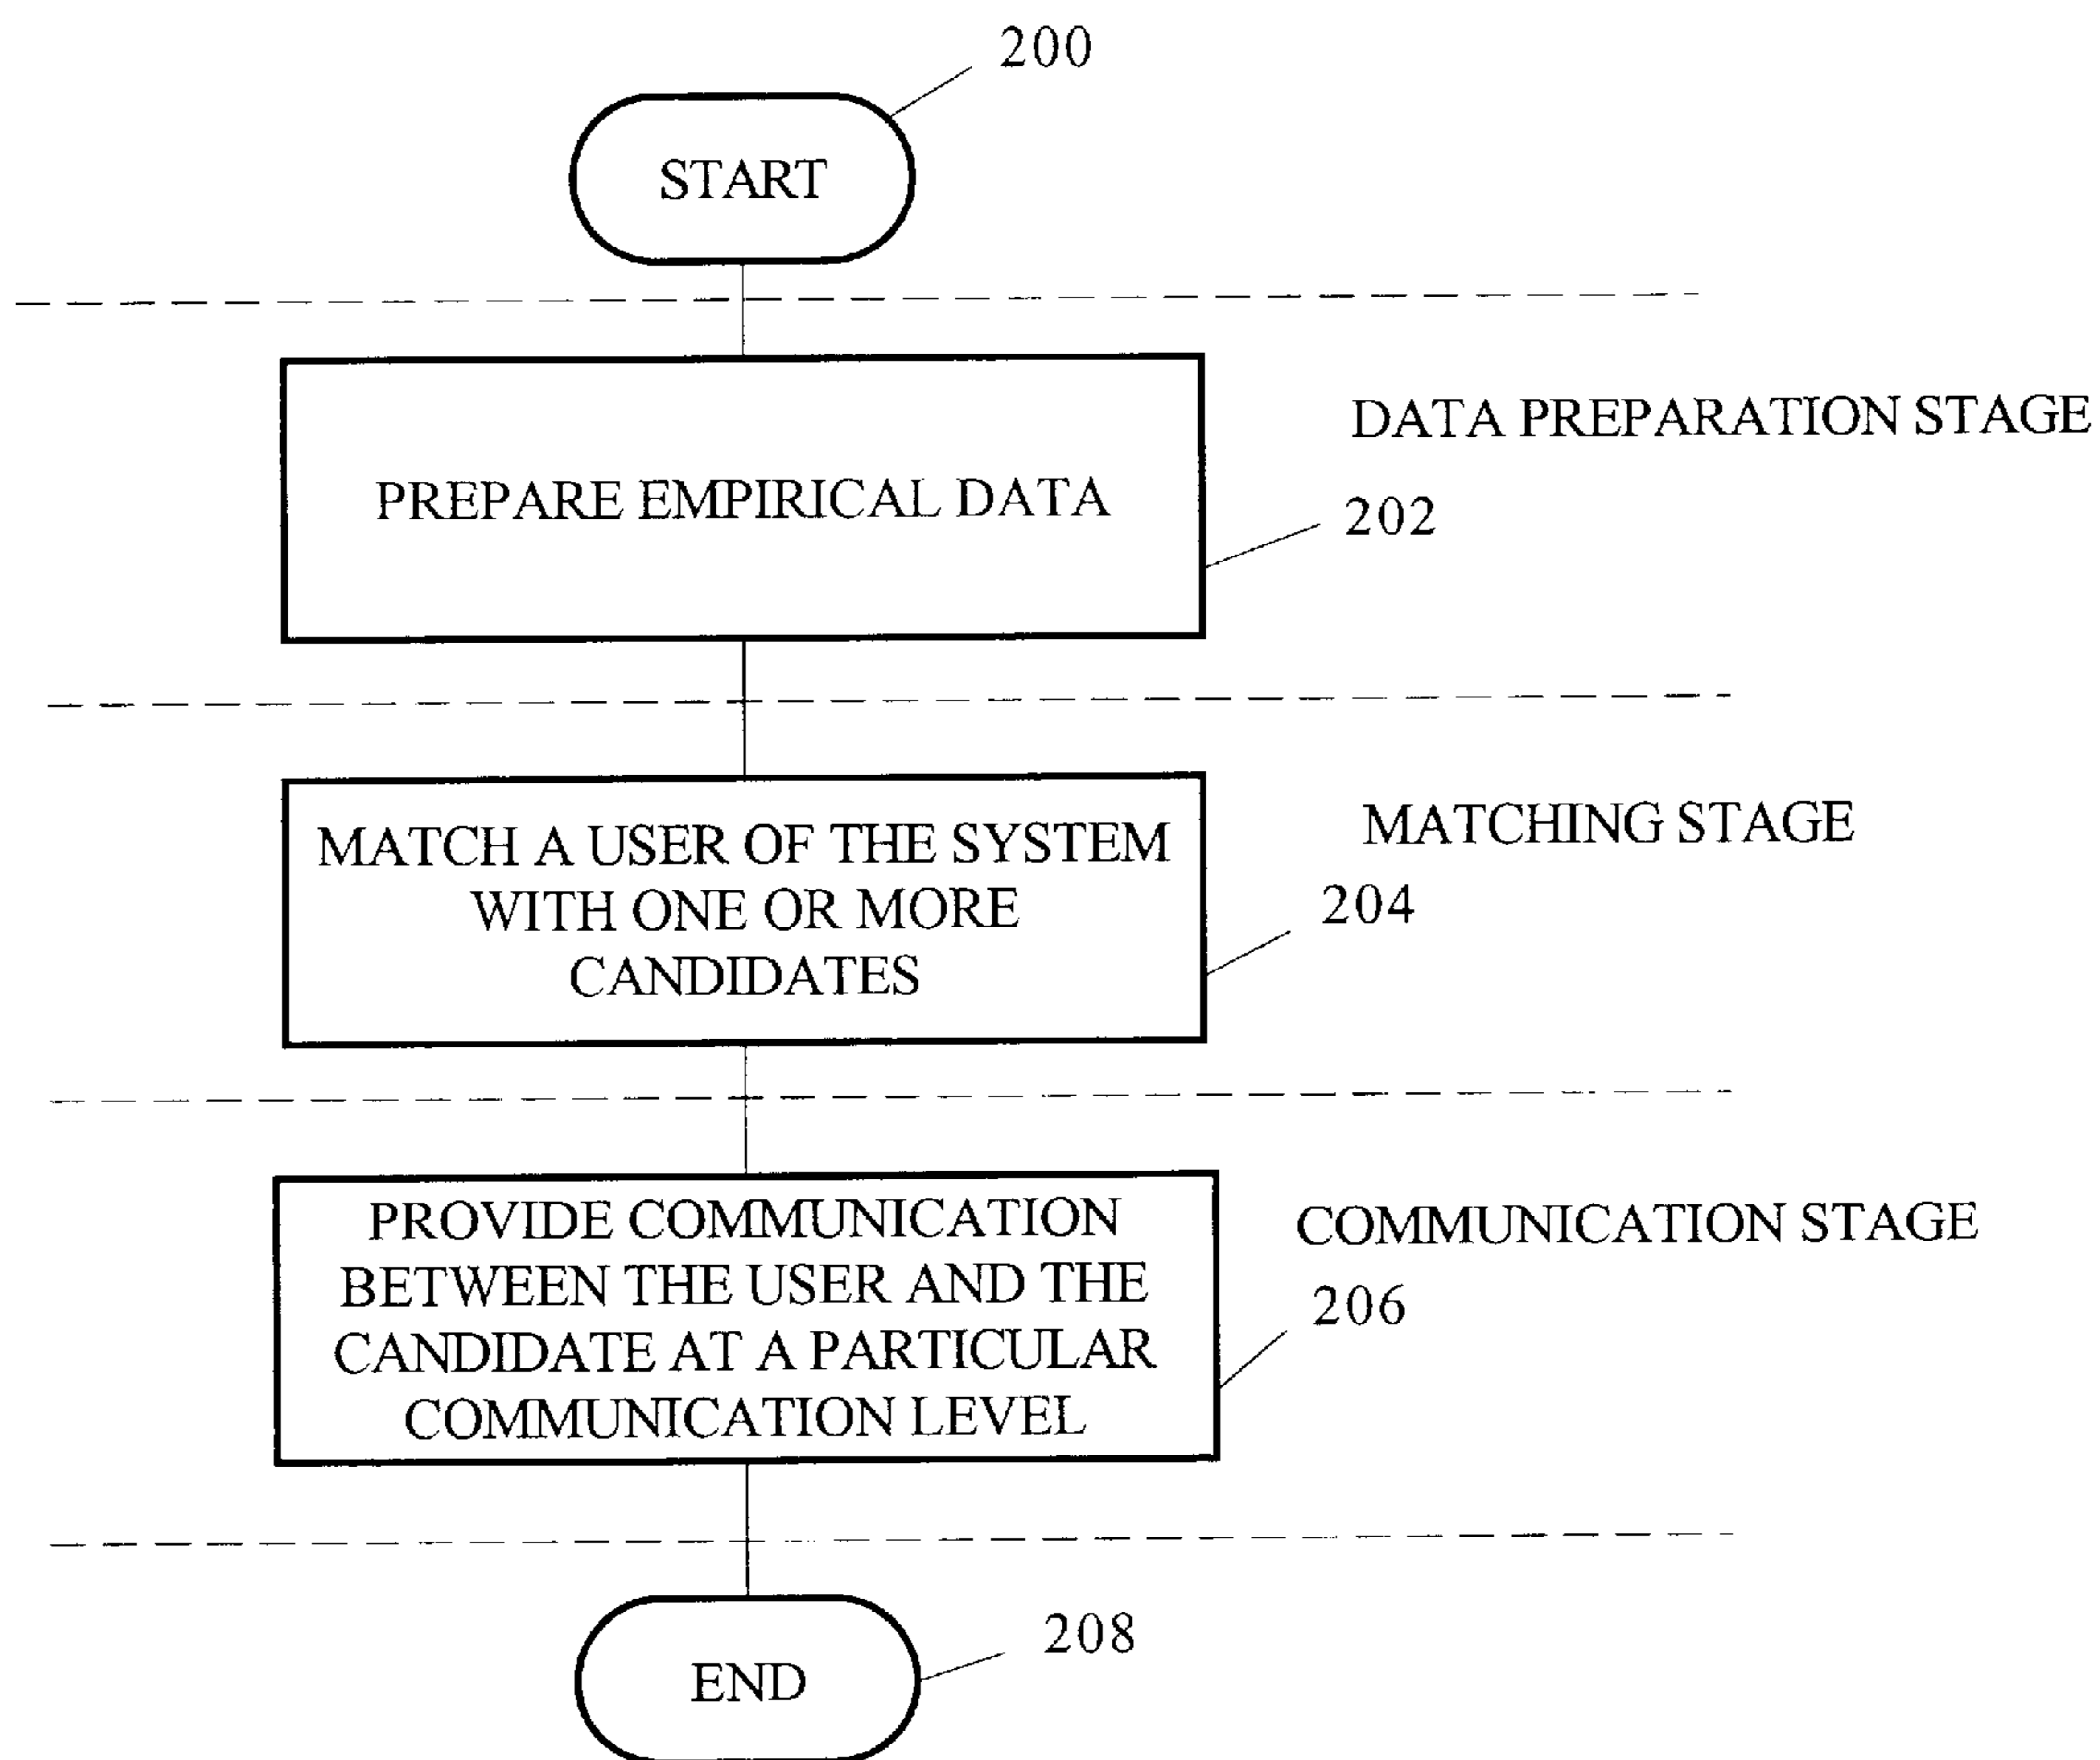 200
START
DATA PREPARATION STAGE
PREPARE EMPIRICAL DATA
202
MATCHING STAGE
MATCH A USER OF THE SYSTEM
WITH ONE OR MORE
CANDIDATES
204
PROVIDE COMMUNICATION
BETWEEN THE USER AND THE
CANDIDATE AT A PARTICULAR
COMMUNICATION LEVEL
COMMUNICATION STAGE
206
208
END